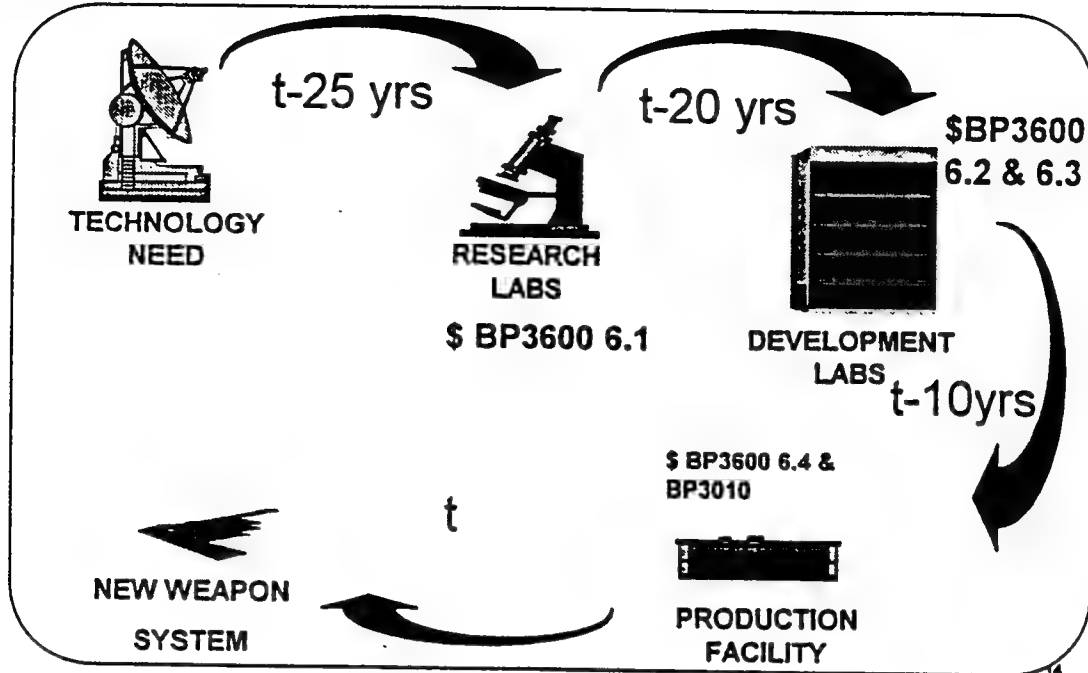 t-25 yrs
t-20 yrs
$BP3600
6.2 & 6.3
TECHNOLOGY
NEED
RESEARCH
LABS
$ BP3600 6.1
DEVELOPMENT
LABS
t-10yrs
$ BP3600 6.4 &
BP3010
t
NEW WEAPON
SYSTEM
PRODUCTION
FACILITY